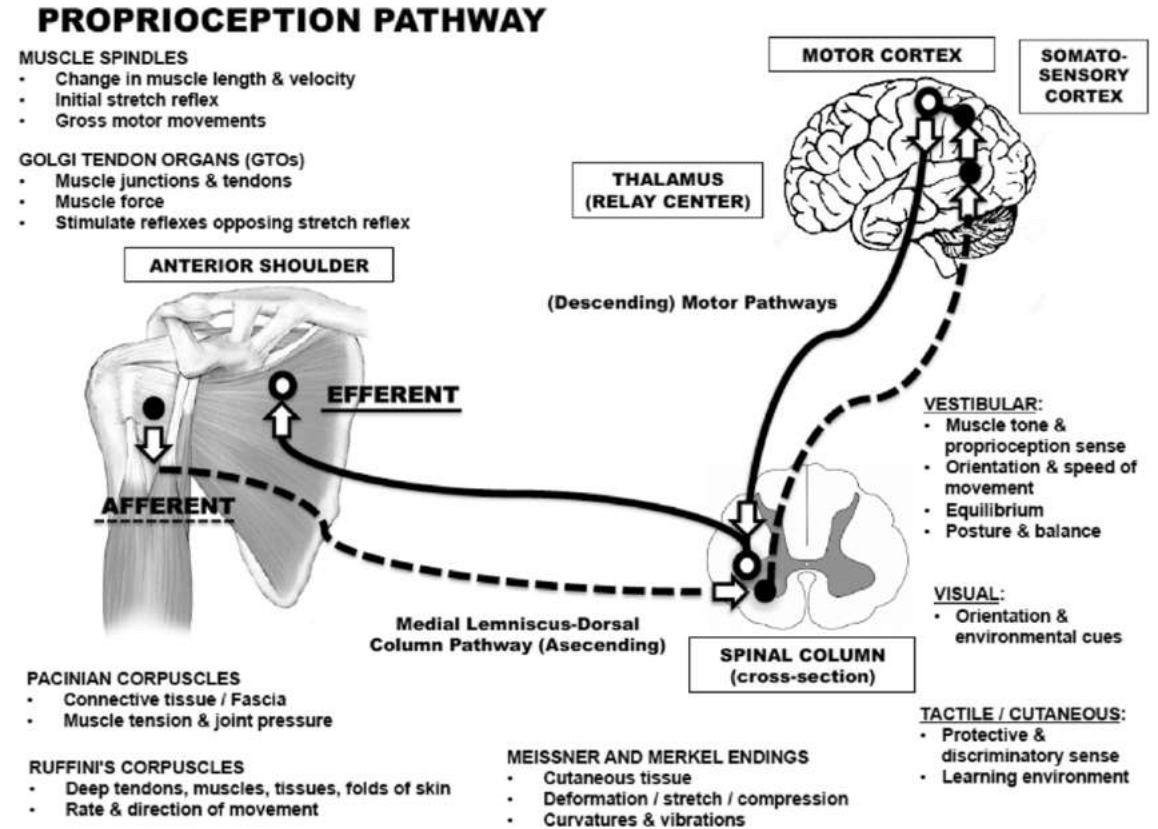 PROPRIOCEPTION PATHWAY
MUSCLE SPINDLES
• Change in muscle length & velocity
• Initial stretch reflex
• Gross motor movements
GOLGI TENDON ORGANS (GTOs)
• Muscle junctions & tendons
• Muscle force
• Stimulate reflexes opposing stretch reflex
MOTOR CORTEX
SOMATO-
SENSORY
CORTEX
THALAMUS
(RELAY CENTER)
ANTERIOR SHOULDER
(Descending) Motor Pathways
EFFERENT
AFFERENT
Medial Lemniscus-Dorsal
Column Pathway (Asecending)
SPINAL COLUMN
(cross-section)
VESTIBULAR:
• Muscle tone &
proprioception sense
• Orientation & speed of
movement
• Equilibrium
• Posture & balance
VISUAL:
• Orientation &
environmental cues
TACTILE / CUTANEOUS:
• Protective &
discriminatory sense
• Learning environment
PACINIAN CORPUSCLES
• Connective tissue / Fascia
• Muscle tension & joint pressure
RUFFINI'S CORPUSCLES
• Deep tendons, muscles, tissues, folds of skin
• Rate & direction of movement
MEISSNER AND MERKEL ENDINGS
• Cutaneous tissue
• Deformation / stretch / compression
• Curvatures & vibrations